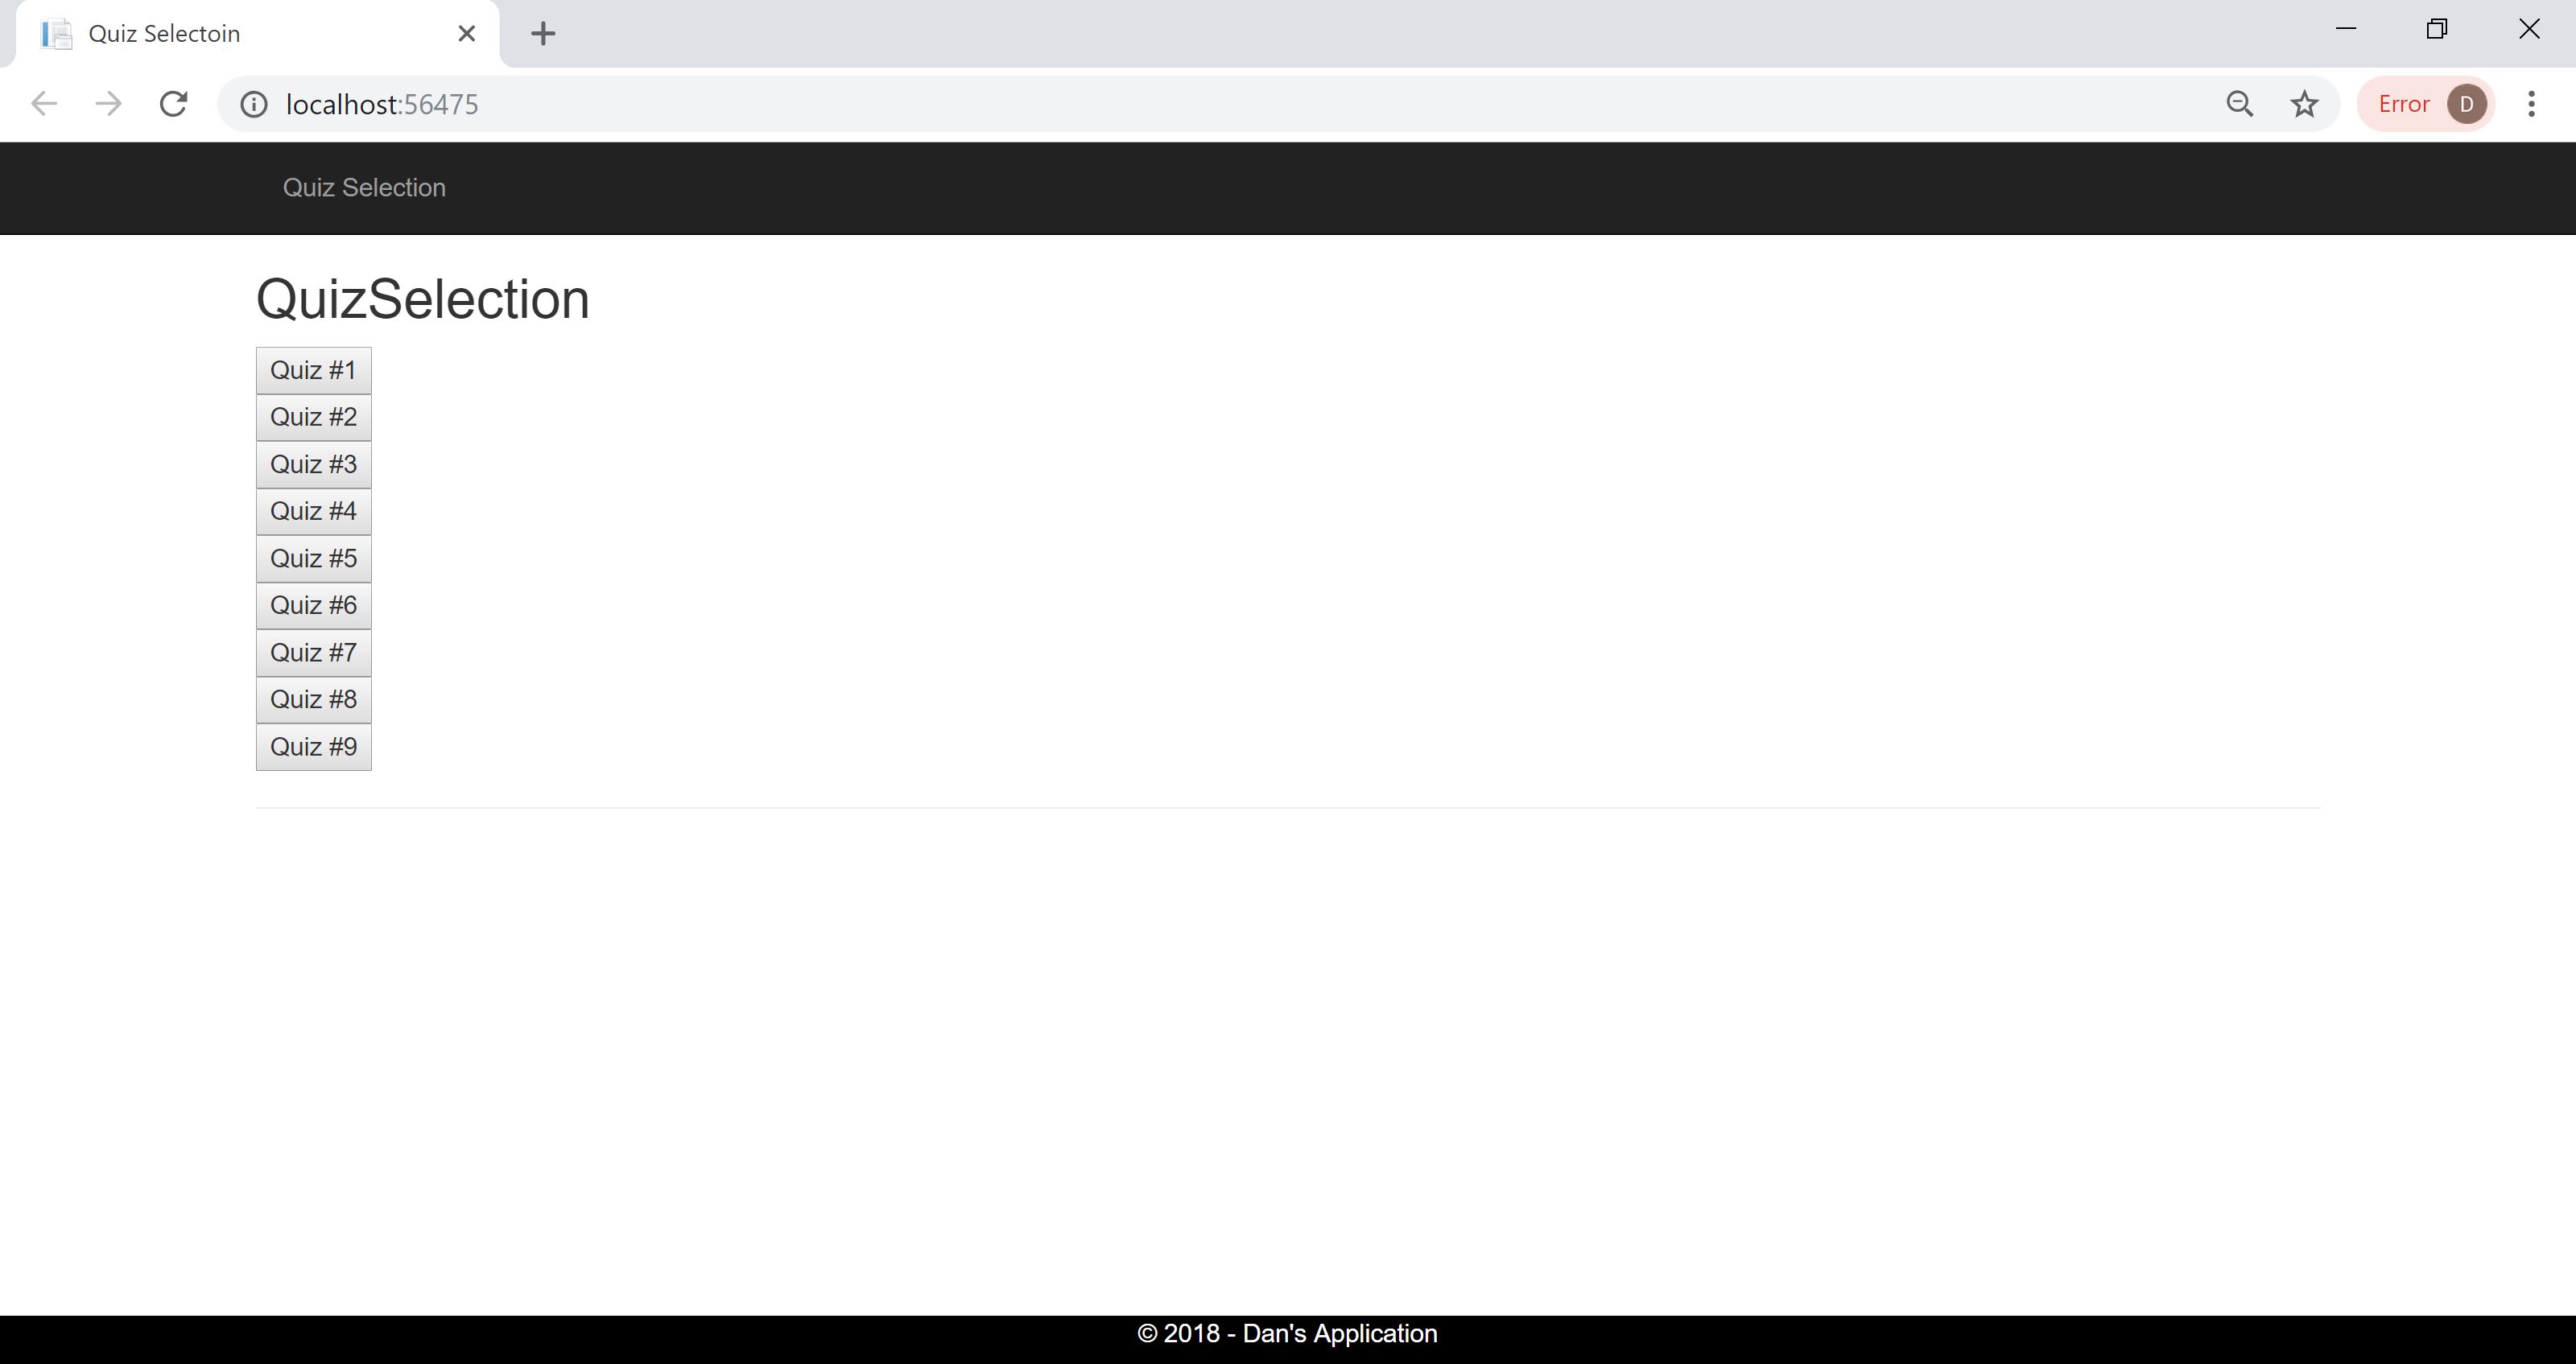 Quiz Selectoin
localhost:56475
Error D
Quiz Selection
QuizSelection
Quiz #1
Quiz #2
Quiz #3
Quiz #4
Quiz #5
Quiz #6
Quiz #7
Quiz #8
Quiz #9
© 2018 - Dan's Application